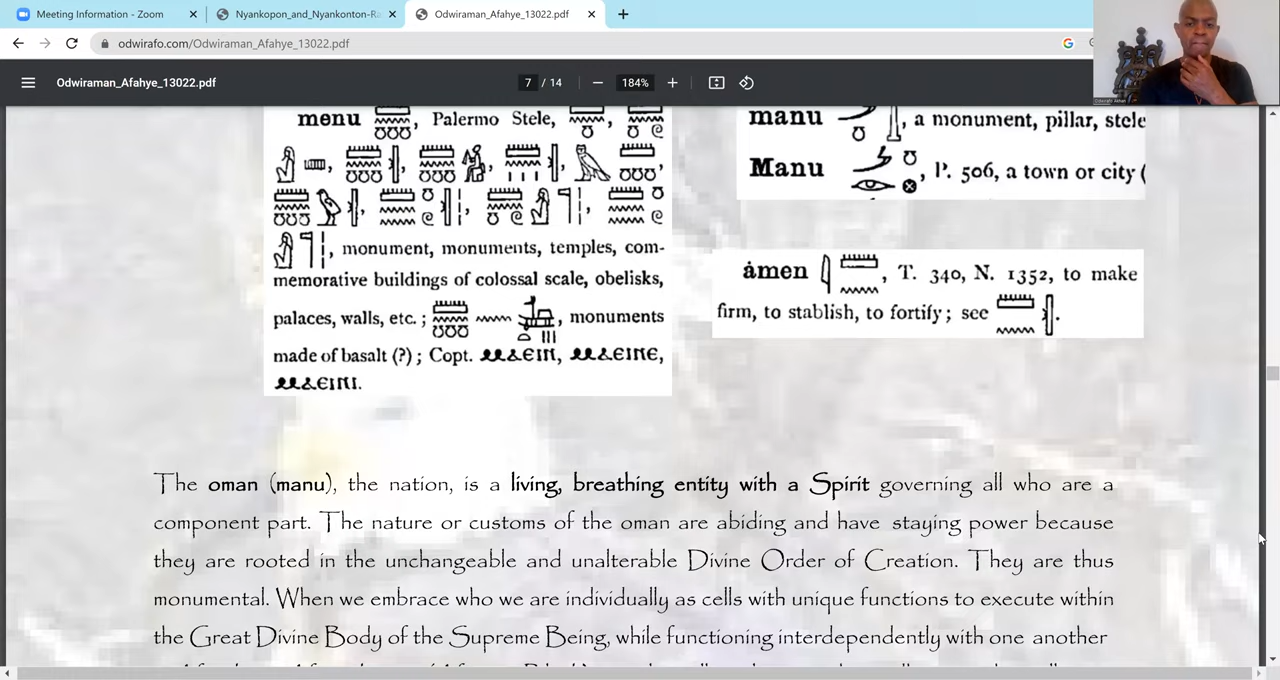 Meeting Information - Zoom
Nyankopon_and_Nyankonton-Ra
Odwiraman_Afahye_13022.pdf
odwirafo.com/Odwiraman_Afahye_13022.pdf
Odwiraman_Afahye_13022.pdf
7 / 14
184%
menu , Palermo Stele,
monument, monuments, temples, com-
memorative buildings of colossal scale, obelisks,
palaces, walls, etc.; , monuments
made of basalt (?) ; Copt.
manu , a monument, pillar, stele
Manu , P. 506, a town or city (
åmen , T. 340, N. 1352, to make
firm, to stablish, to fortify ; see .
The oman (manu), the nation, is a living, breathing entity with a Spirit governing all who are a
component part. The nature or customs of the oman are abiding and have staying power because
they are rooted in the unchangeable and unalterable Divine Order of Creation. They are thus
monumental. When we embrace who we are individually as cells with unique functions to execute within
the Great Divine Body of the Supreme Being, while functioning interdependently with one another